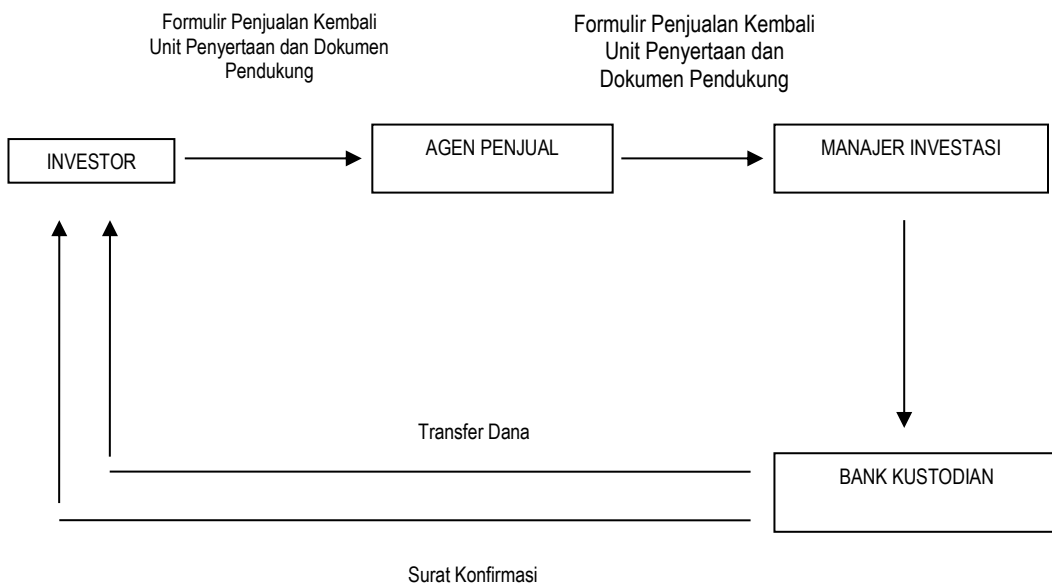 Formulir Penjualan Kembali
Unit Penyertaan dan Dokumen
Pendukung
Formulir Penjualan Kembali
Unit Penyertaan dan
Dokumen Pendukung
INVESTOR
AGEN PENJUAL
MANAJER INVESTASI
Transfer Dana
BANK KUSTODIAN
Surat Konfirmasi